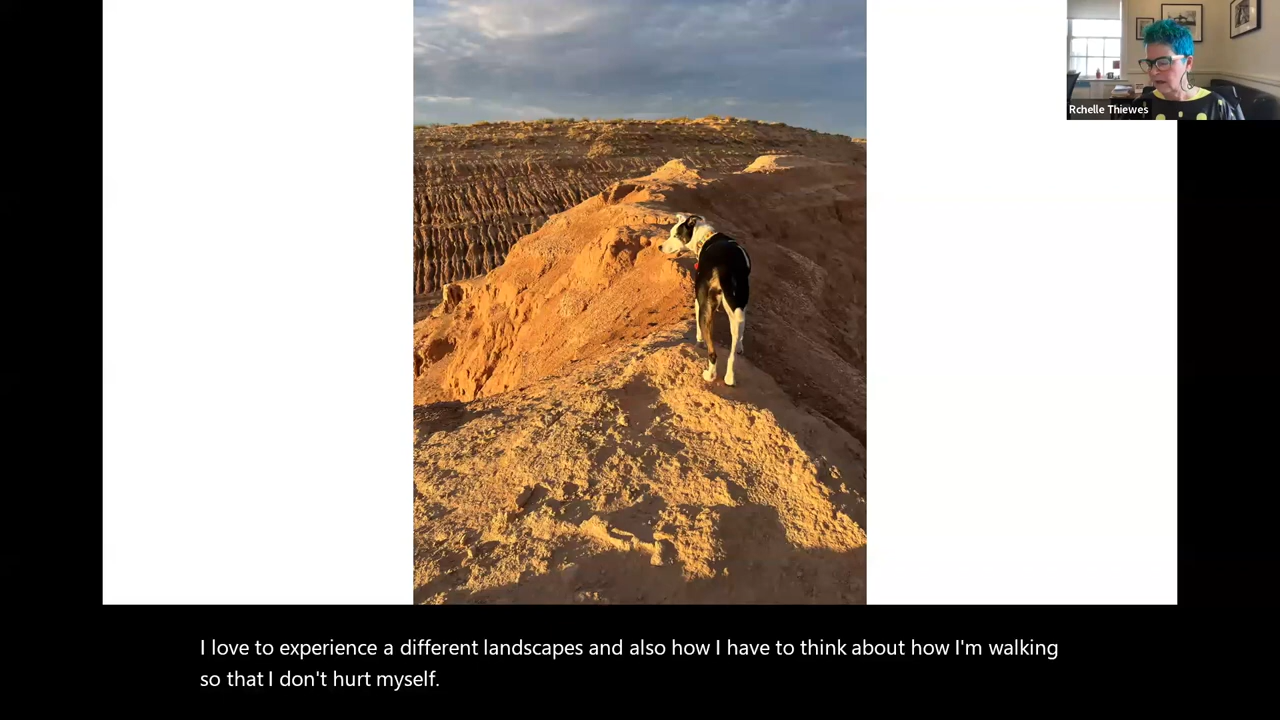 Rchelle Thiewes
I love to experience a different landscapes and also how I have to think about how I'm walking
so that I don't hurt myself.